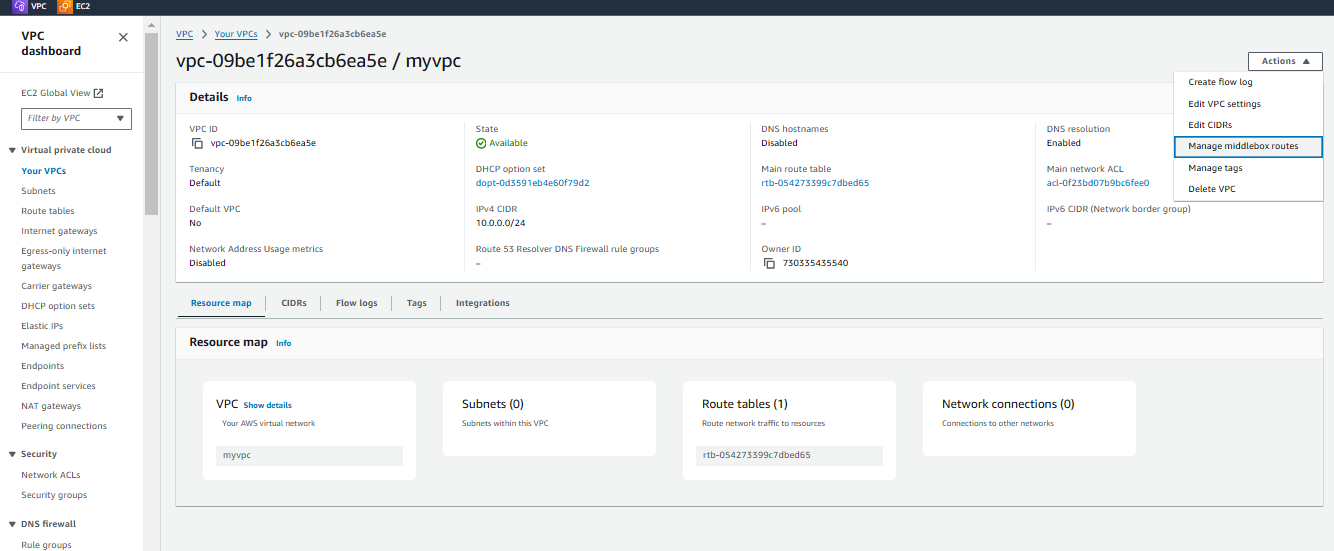 VPC EC2
VPC
dashboard
EC2 Global View
Filter by VPC
Virtual private cloud
Your VPCs
Subnets
Route tables
Internet gateways
Egress-only internet
gateways
Carrier gateways
DHCP option sets
Elastic IPs
Managed prefix lists
Endpoints
Endpoint services
NAT gateways
Peering connections
Security
Network ACLs
Security groups
DNS firewall
Rule groups
VPC > Your VPCs > vpc-09be1f26a3cb6ea5e
vpc-09be1f26a3cb6ea5e / myvpc
Actions
Create flow log
Edit VPC settings
Edit CIDRs
Manage middlebox routes
Manage tags
Delete VPC
Details Info
VPC ID
vpc-09be1f26a3cb6ea5e
State
Available
DNS hostnames
Disabled
DNS resolution
Enabled
Tenancy
Default
DHCP option set
dopt-0d3591eb4e60f79d2
Main route table
rtb-054273399c7dbed65
Main network ACL
acl-0f23bd07b9bc6fee0
Default VPC
No
IPv4 CIDR
10.0.0.0/24
IPv6 pool
–
IPv6 CIDR (Network border group)
–
Network Address Usage metrics
Disabled
Route 53 Resolver DNS Firewall rule groups
–
Owner ID
730335435540
Resource map CIDRs Flow logs Tags Integrations
Resource map Info
VPC Show details
Your AWS virtual network
myvpc
Subnets (0)
Subnets within this VPC
Route tables (1)
Route network traffic to resources
rtb-054273399c7dbed65
Network connections (0)
Connections to other networks